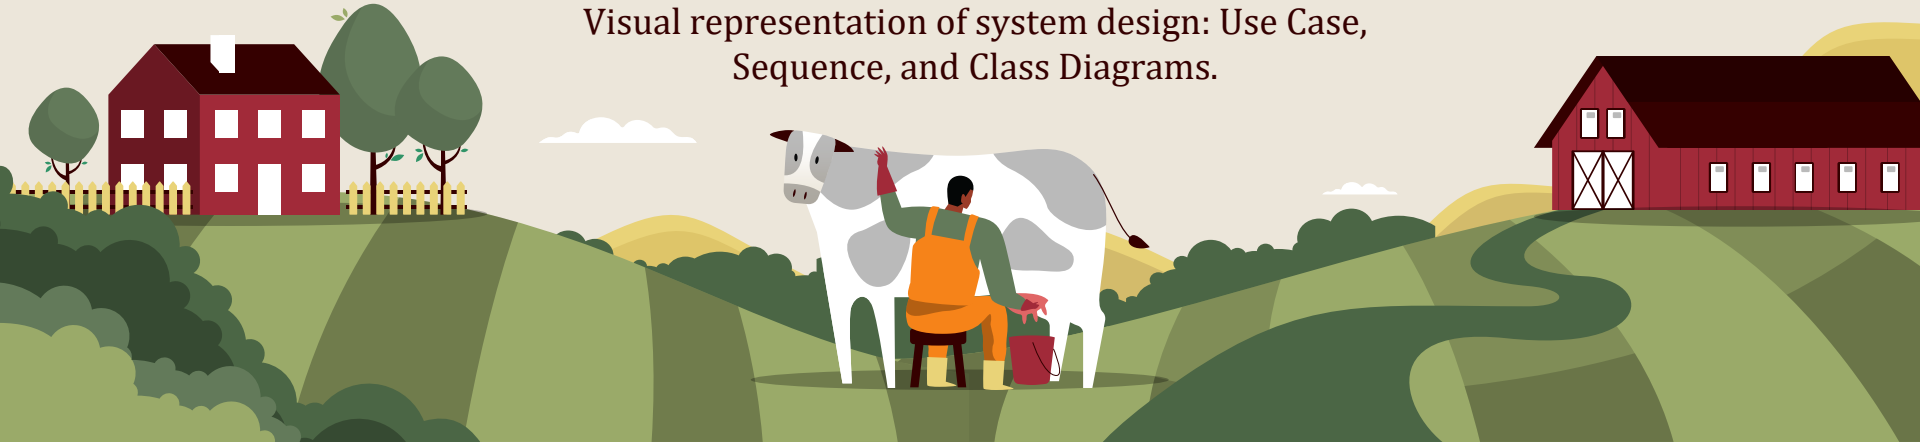 Visual representation of system design: Use Case,
Sequence, and Class Diagrams.